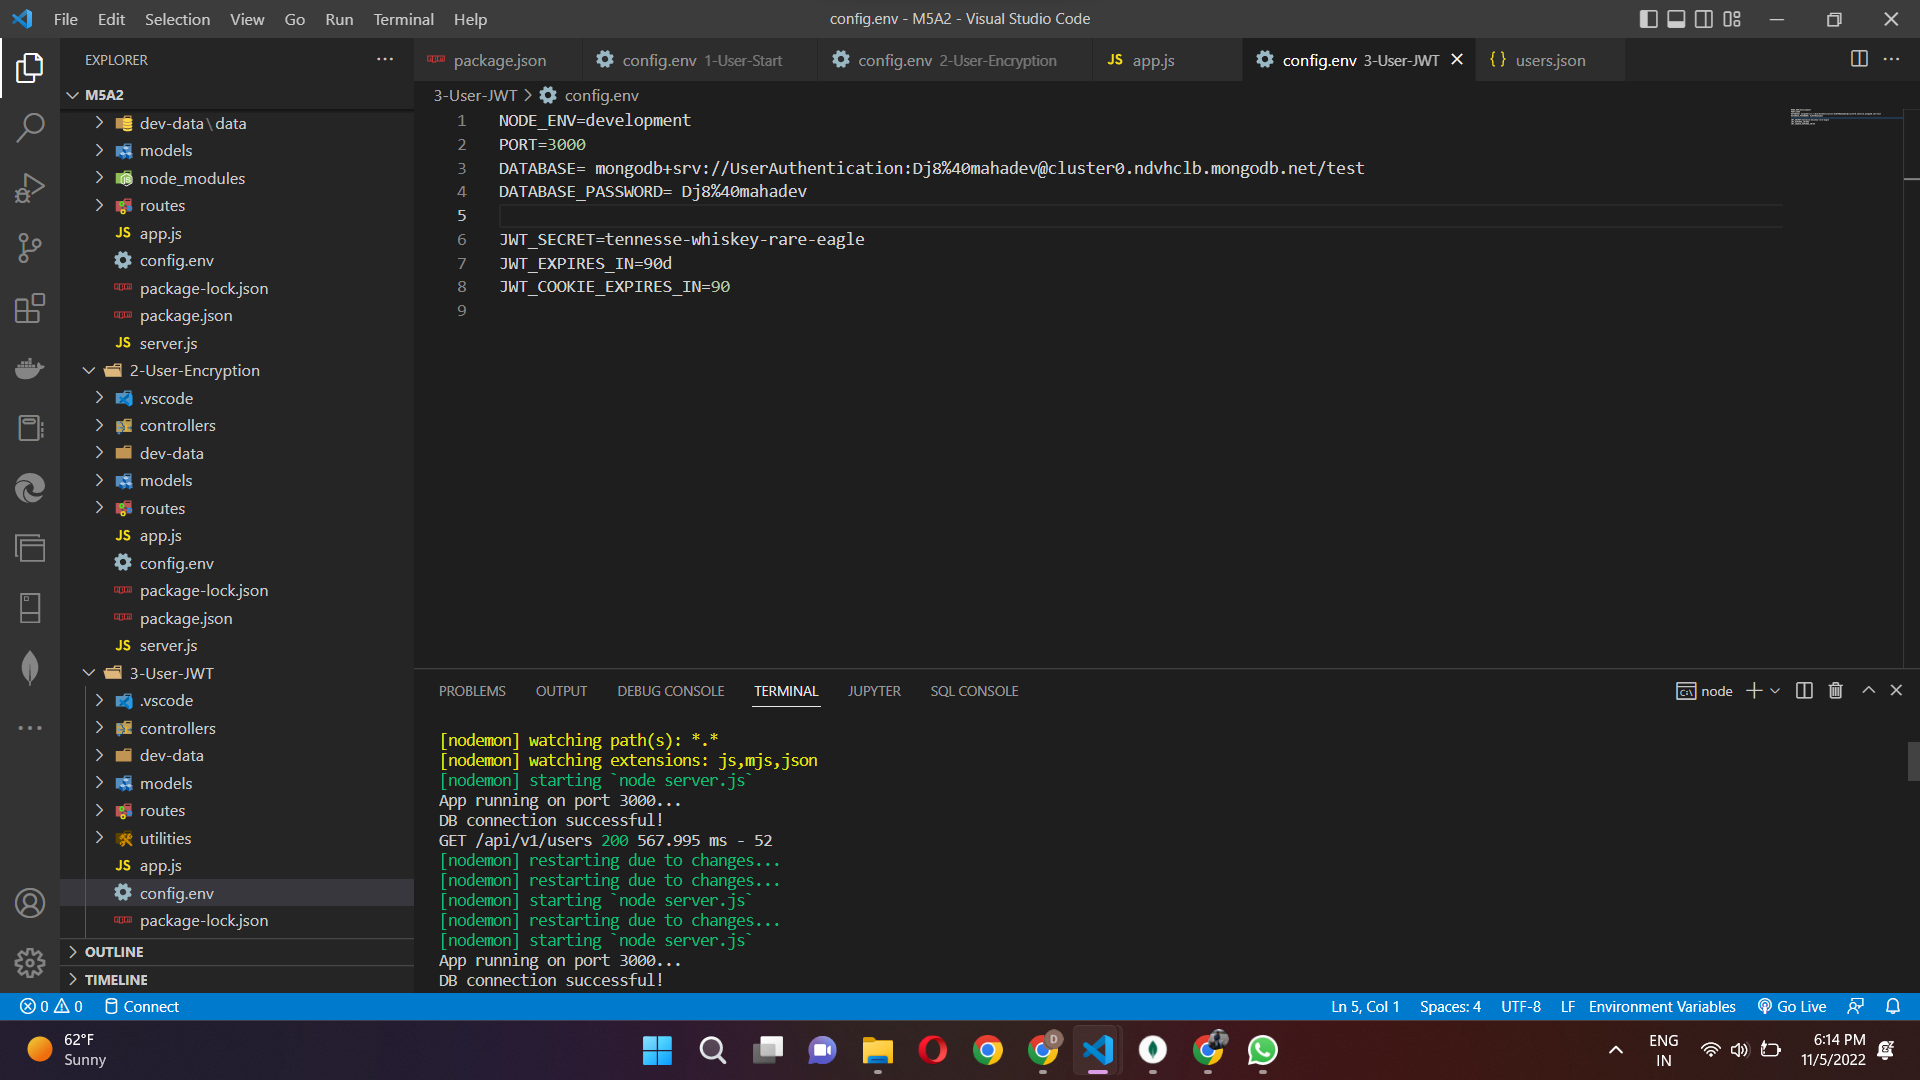 File Edit Selection View Go Run Terminal Help
config.env - M5A2 - Visual Studio Code
EXPLORER
M5A2
dev-data\data
models
node_modules
routes
app.js
config.env
package-lock.json
package.json
server.js
2-User-Encryption
.vscode
controllers
dev-data
models
routes
app.js
config.env
package-lock.json
package.json
server.js
3-User-JWT
.vscode
controllers
dev-data
models
routes
utilities
app.js
config.env
package-lock.json
OUTLINE
TIMELINE
package.json config.env 1-User-Start config.env 2-User-Encryption JS app.js config.env 3-User-JWT {} users.json
3-User-JWT > config.env
1 NODE_ENV=development
2 PORT=3000
3 DATABASE= mongodb+srv://UserAuthentication:Dj8%40mahadev@cluster0.ndvhclb.mongodb.net/test
4 DATABASE_PASSWORD= Dj8%40mahadev
5
6 JWT_SECRET=tennesse-whiskey-rare-eagle
7 JWT_EXPIRES_IN=90d
8 JWT_COOKIE_EXPIRES_IN=90
9
PROBLEMS OUTPUT DEBUG CONSOLE TERMINAL JUPYTER SQL CONSOLE
node
[nodemon] watching path(s): *.*
[nodemon] watching extensions: js,mjs,json
[nodemon] starting `node server.js`
App running on port 3000...
DB connection successful!
GET /api/v1/users 200 567.995 ms - 52
[nodemon] restarting due to changes...
[nodemon] restarting due to changes...
[nodemon] starting `node server.js`
[nodemon] restarting due to changes...
[nodemon] starting `node server.js`
App running on port 3000...
DB connection successful!
0 0 Connect
Ln 5, Col 1 Spaces: 4 UTF-8 LF Environment Variables Go Live
62°F
Sunny
ENG
IN
6:14 PM
11/5/2022